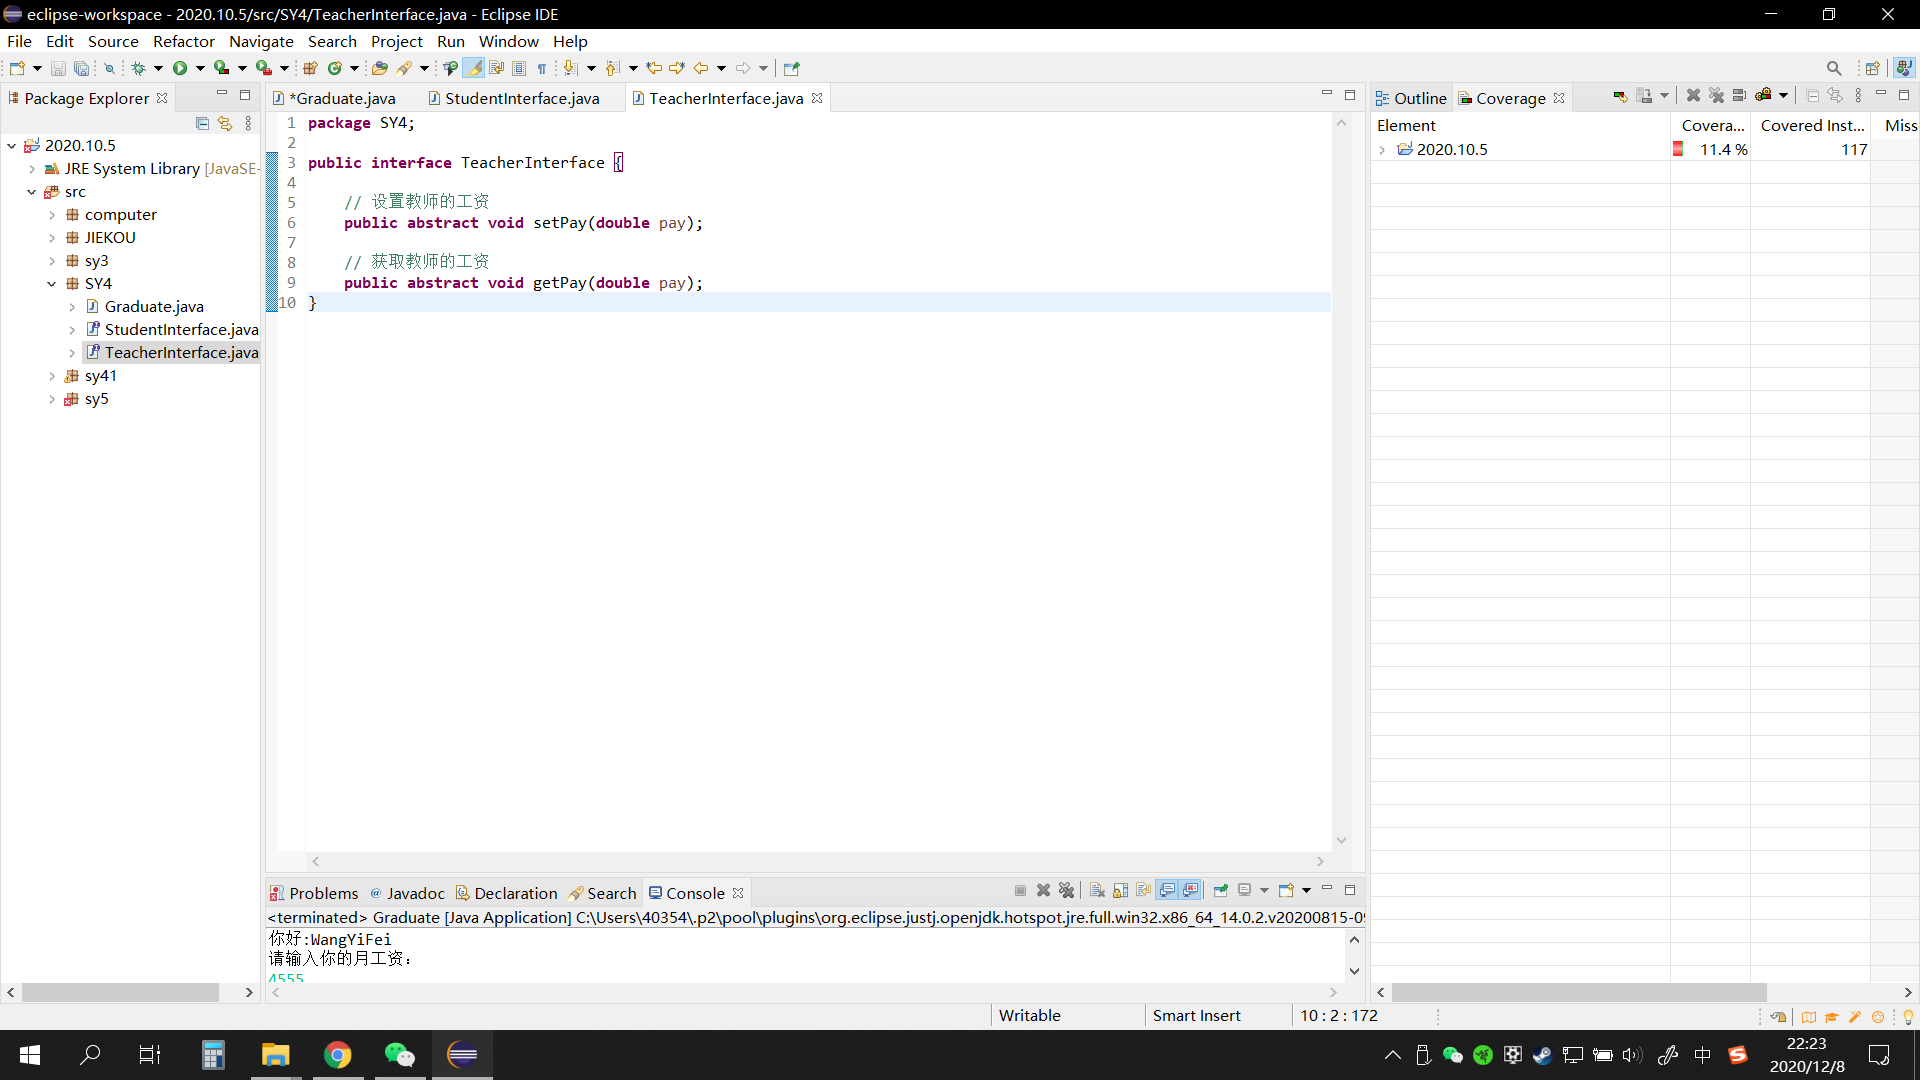 eclipse-workspace - 2020.10.5/src/SY4/TeacherInterface.java - Eclipse IDE
File Edit Source Refactor Navigate Search Project Run Window Help
Package Explorer
2020.10.5
JRE System Library [JavaSE-
src
computer
JIEKOU
sy3
SY4
Graduate.java
StudentInterface.java
TeacherInterface.java
sy41
sy5
*Graduate.java StudentInterface.java TeacherInterface.java
1 package SY4;
2
3 public interface TeacherInterface {
4
5 // 设置教师的工资
6 public abstract void setPay(double pay);
7
8 // 获取教师的工资
9 public abstract void getPay(double pay);
10 }
Outline Coverage
Element Covera... Covered Inst... Miss
2020.10.5 11.4 % 117
Problems Javadoc Declaration Search Console
<terminated> Graduate [Java Application] C:\Users\40354\.p2\pool\plugins\org.eclipse.justj.openjdk.hotspot.jre.full.win32.x86_64_14.0.2.v20200815-09
你好:WangYiFei
请输入你的月工资:
4555
Writable Smart Insert 10 : 2 : 172
中
22:23
2020/12/8